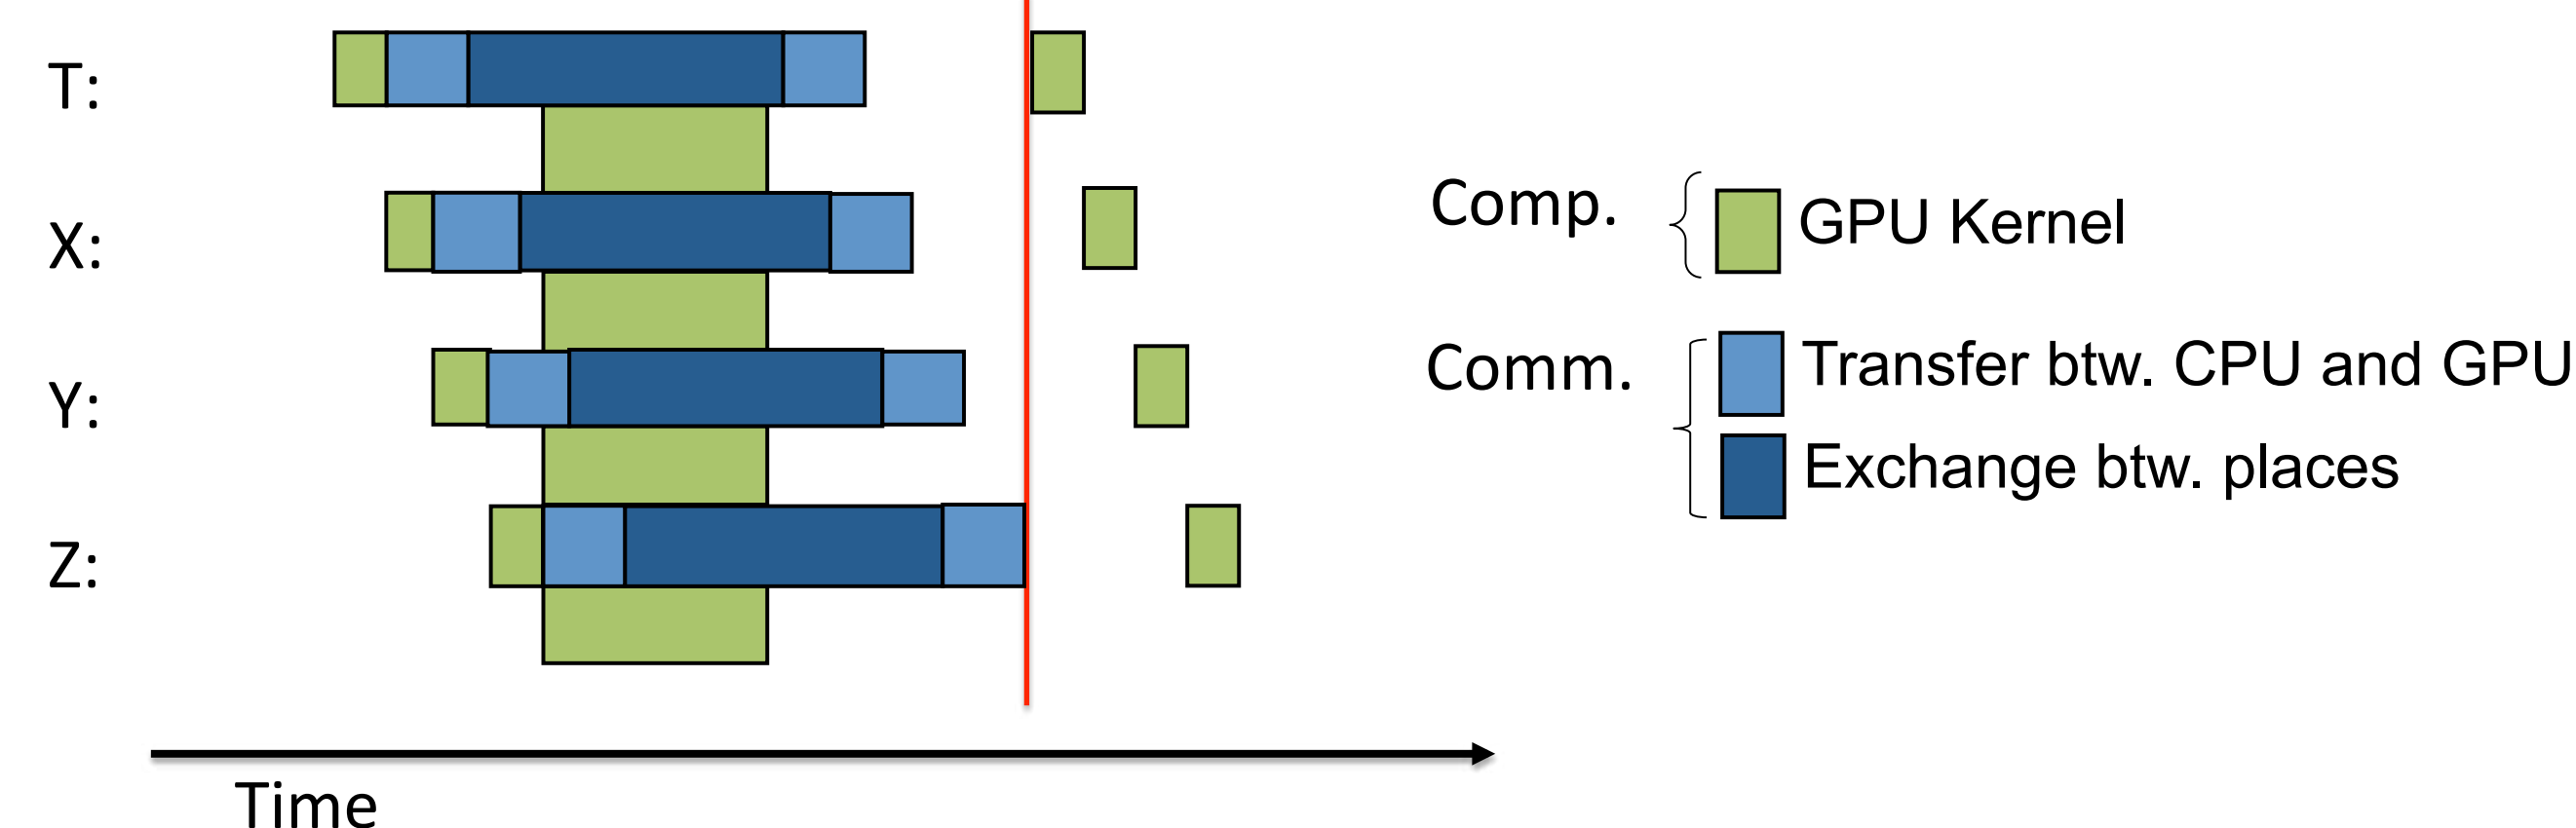 T:
X:
Y:
Z:
Time
Comp.
GPU Kernel
Comm.
Transfer btw. CPU and GPU
Exchange btw. places